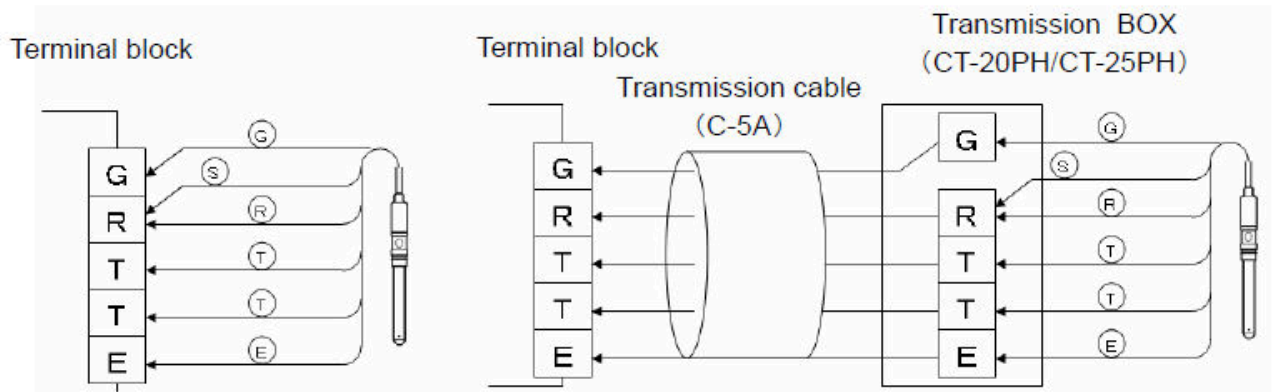 Terminal block
G
R
T
T
E
G
S
R
T
T
E
Terminal block
Transmission cable
(C-5A)
Transmission BOX
(CT-20PH/CT-25PH)
G
R
T
T
E
G
R
T
T
E
G
S
R
T
T
E